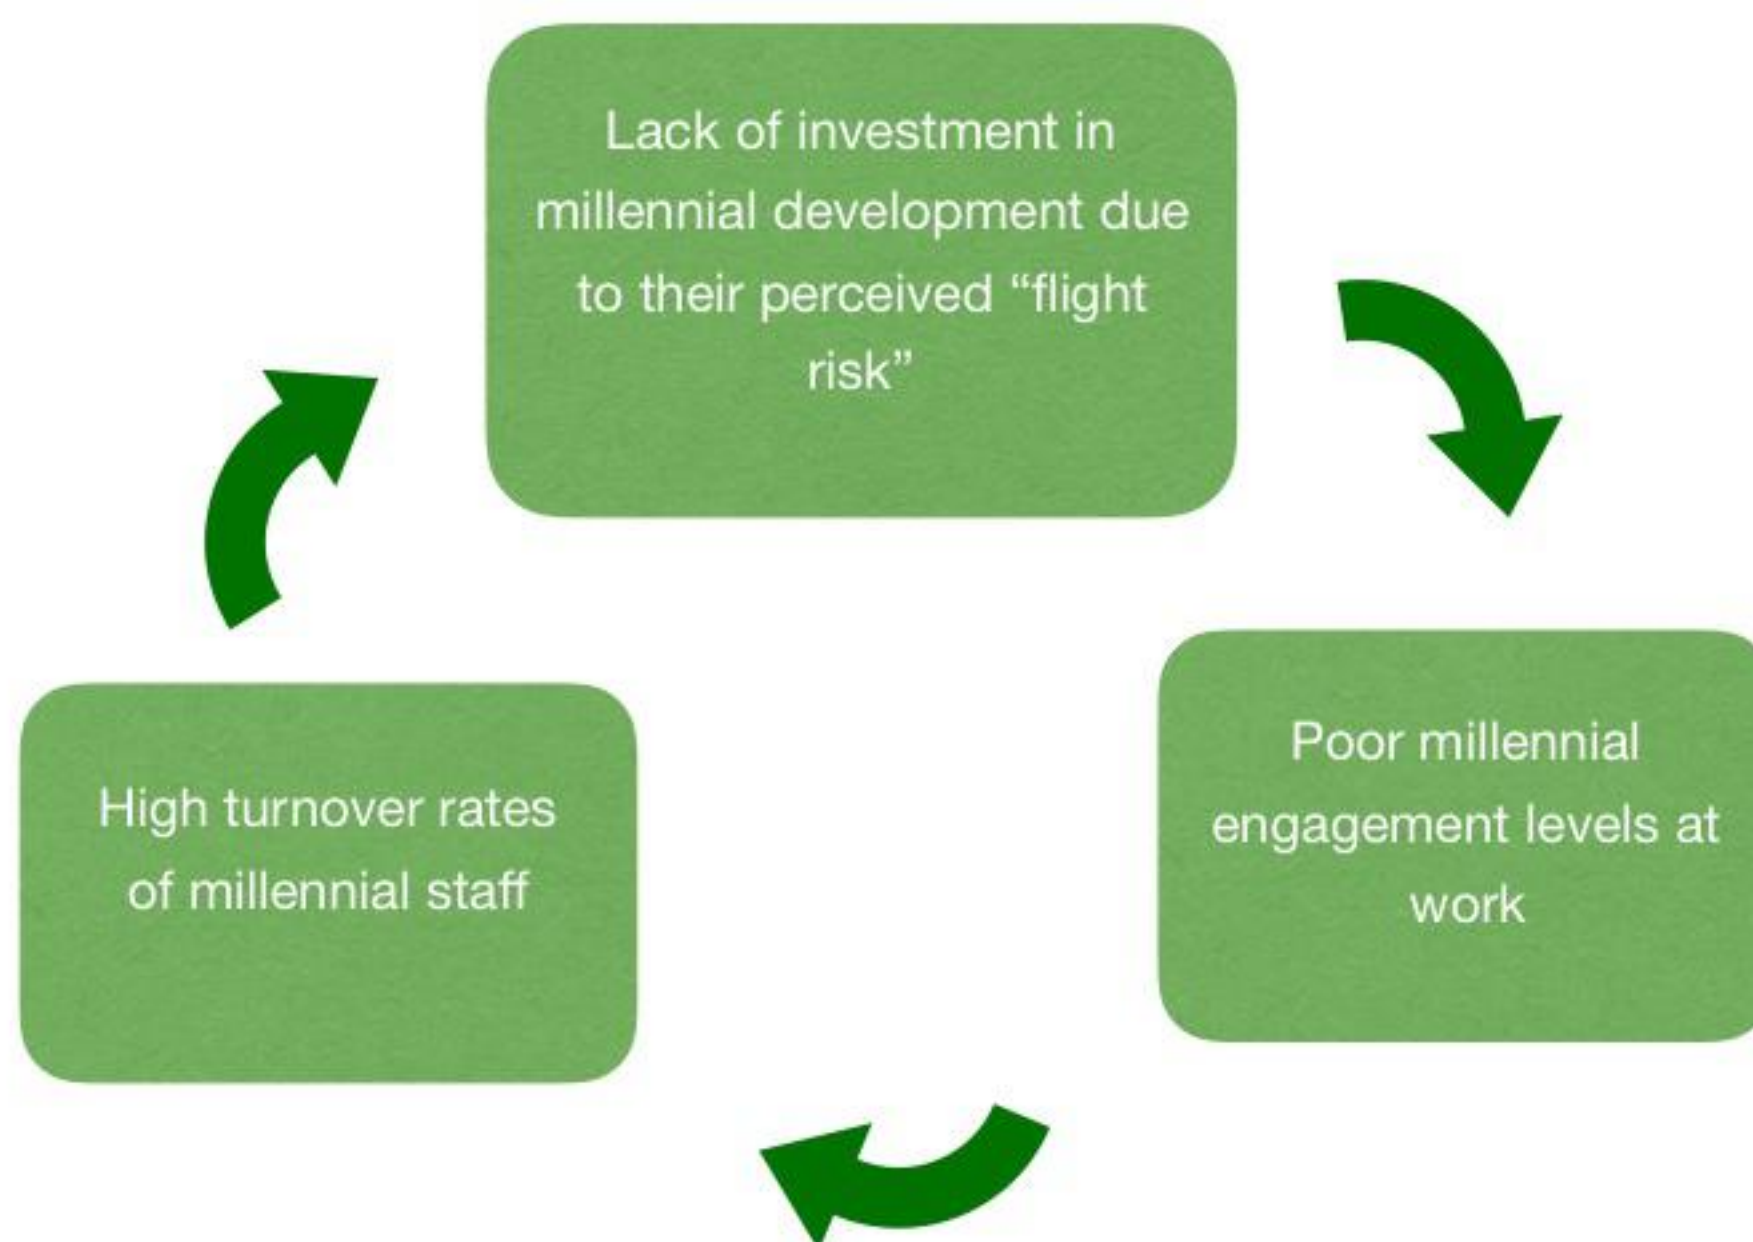 Lack of investment in
millennial development due
to their perceived “flight
risk”
Poor millennial
engagement levels at
work
High turnover rates
of millennial staff